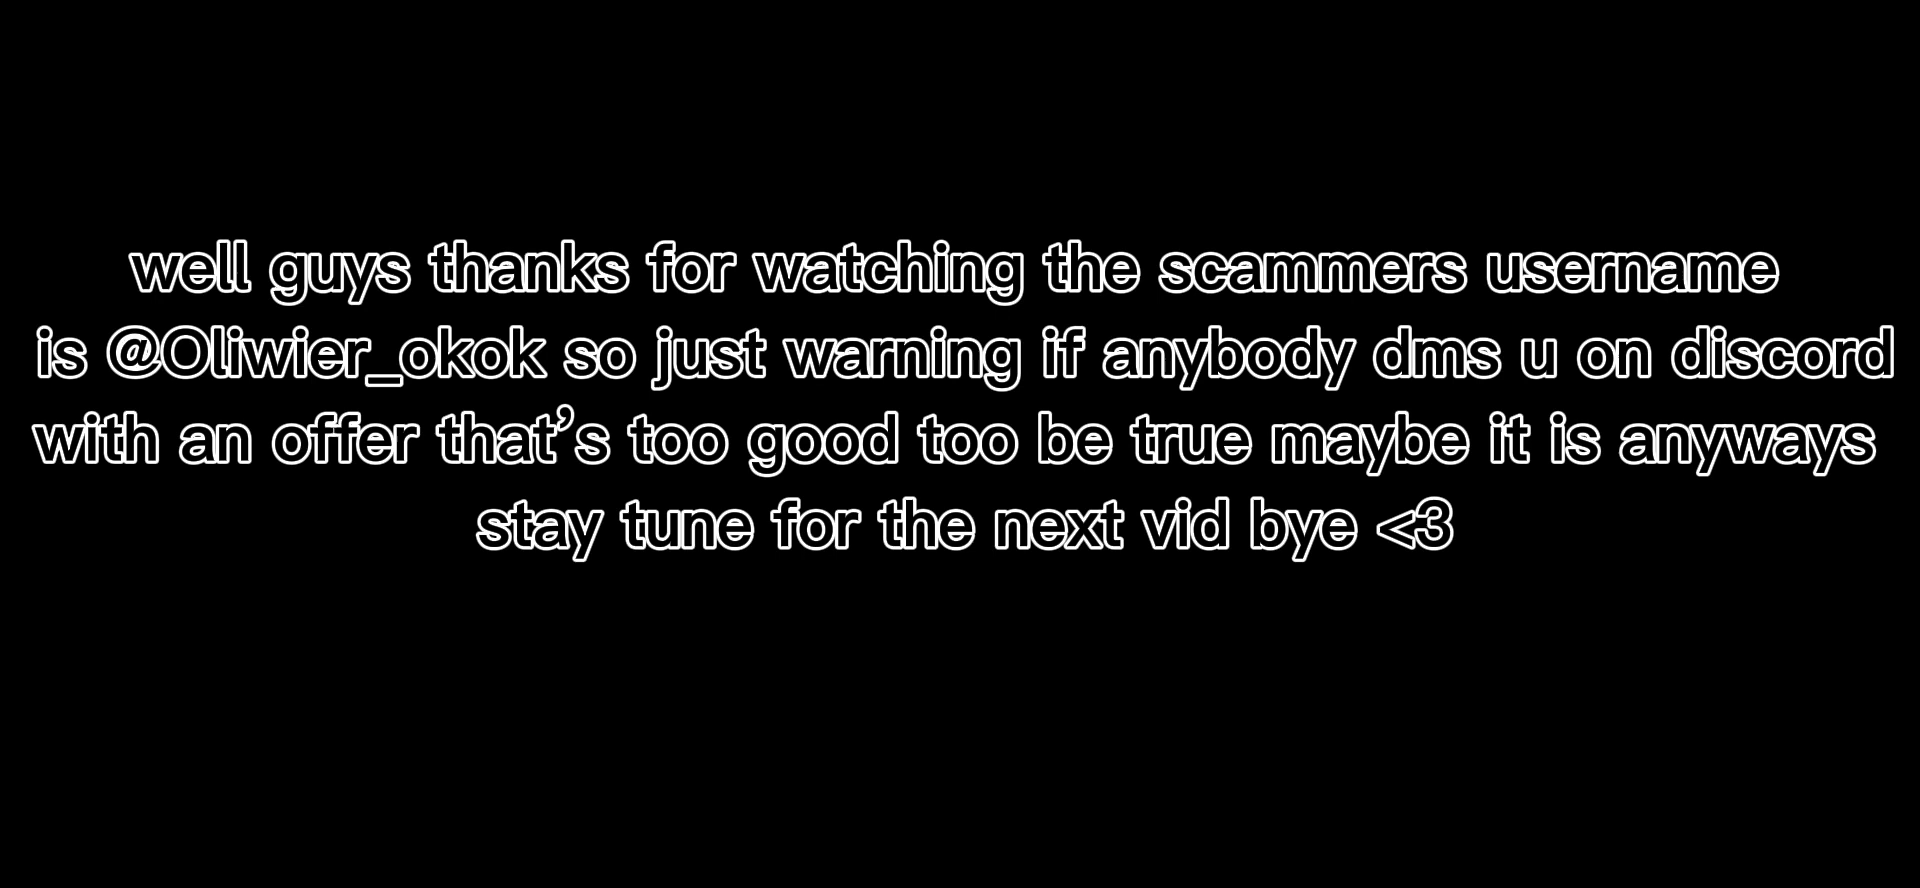 well guys thanks for watching the scammers username
is @Oliwier_okok so just warning if anybody dms u on discord
with an offer that’s too good too be true maybe it is anyways
stay tune for the next vid bye <3